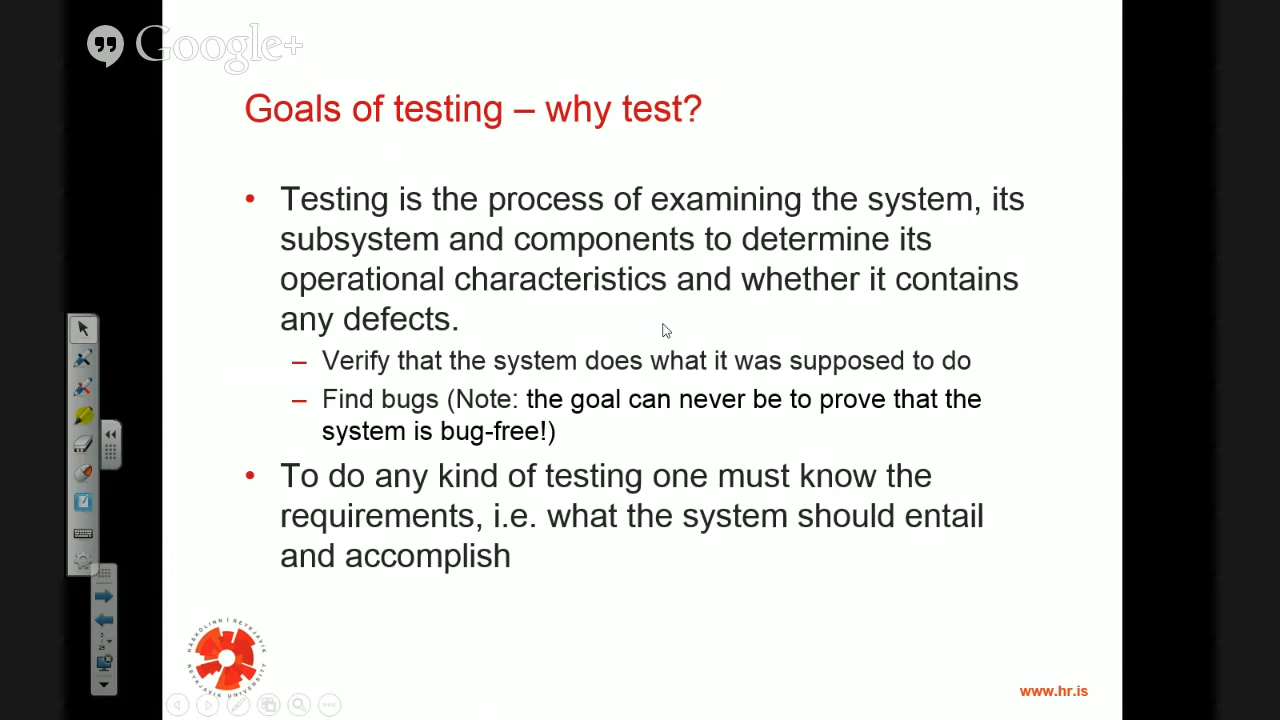 Google+
Goals of testing – why test?
• Testing is the process of examining the system, its
subsystem and components to determine its
operational characteristics and whether it contains
any defects.
– Verify that the system does what it was supposed to do
– Find bugs (Note: the goal can never be to prove that the
system is bug-free!)
• To do any kind of testing one must know the
requirements, i.e. what the system should entail
and accomplish
HÁSKÓLINN Í REYKJAVÍK
REYKJAVIK UNIVERSITY
www.hr.is